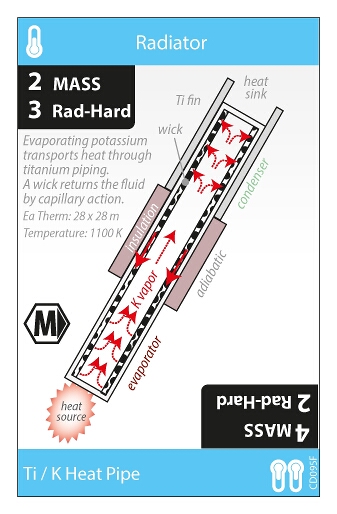 Radiator
2 MASS
3 Rad-Hard
Evaporating potassium
transports heat through
titanium piping.
A wick returns the fluid
by capillary action.
Ea Therm: 28 x 28 m
Temperature: 1100 K
heat
sink
Ti fin
wick
condenser
insulation
adiabatic
K vapor
evaporator
M
heat
source
4 MASS
2 Rad-Hard
Ti / K Heat Pipe
CD095F